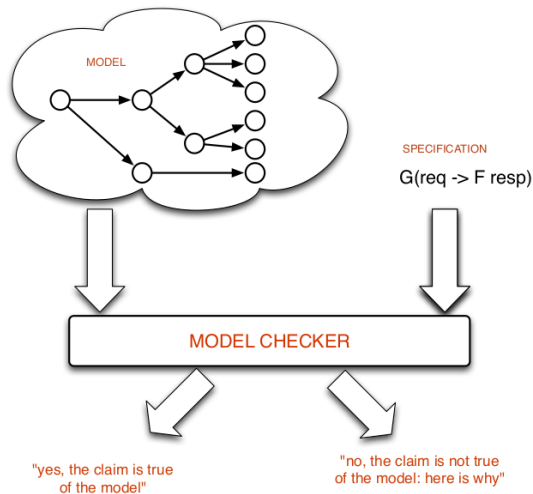 MODEL
SPECIFICATION
G(req -> F resp)
MODEL CHECKER
"yes, the claim is true
of the model"
"no, the claim is not true
of the model: here is why"